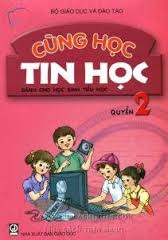 BỘ GIÁO DỤC VÀ ĐÀO TẠO
CÙNG HỌC
TIN HỌC
DÀNH CHO HỌC SINH TIỂU HỌC
QUYỂN 2
NHÀ XUẤT BẢN GIÁO DỤC